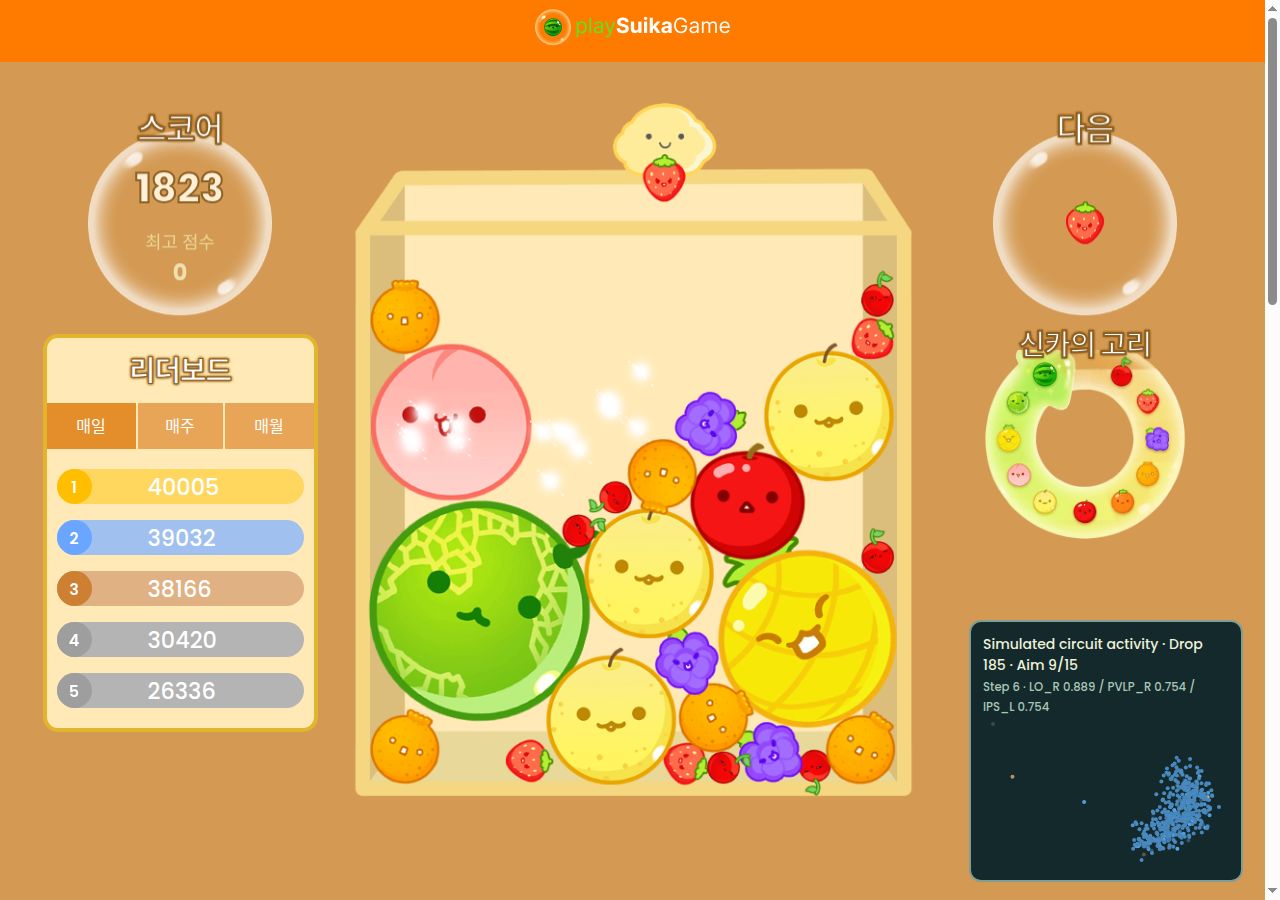 playSuikaGame
스코어
1823
최고 점수
0
다음
리더보드
매일 매주 매월
1 40005
2 39032
3 38166
4 30420
5 26336
신카의 고리
Simulated circuit activity · Drop
185 · Aim 9/15
Step 6 · LO_R 0.889 / PVLP_R 0.754 /
IPS_L 0.754